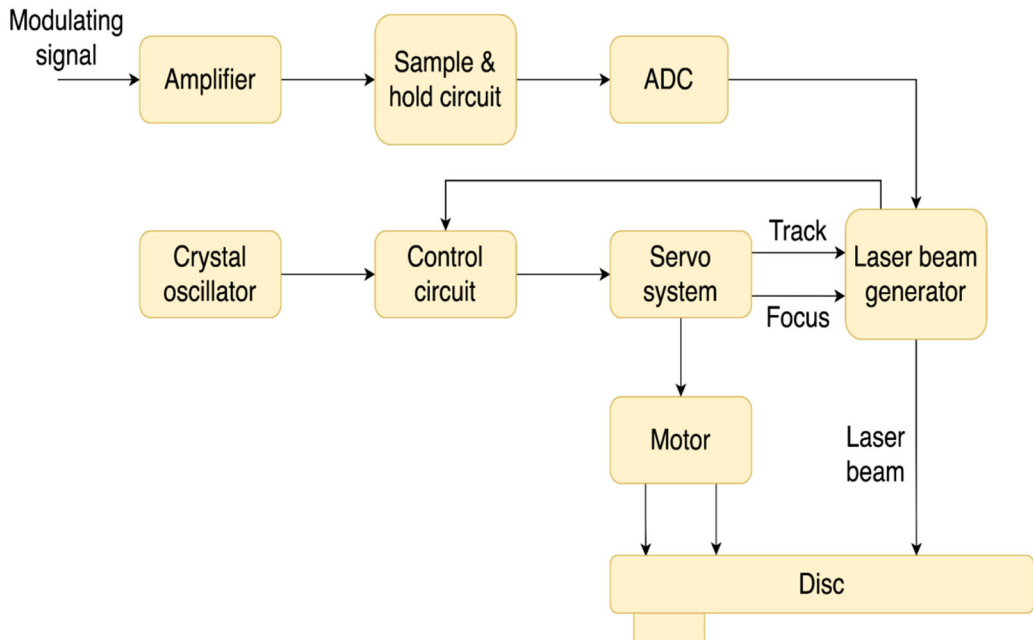 Modulating
signal
Amplifier
Sample &
hold circuit
ADC
Crystal
oscillator
Control
circuit
Servo
system
Track
Focus
Laser beam
generator
Motor
Laser
beam
Disc